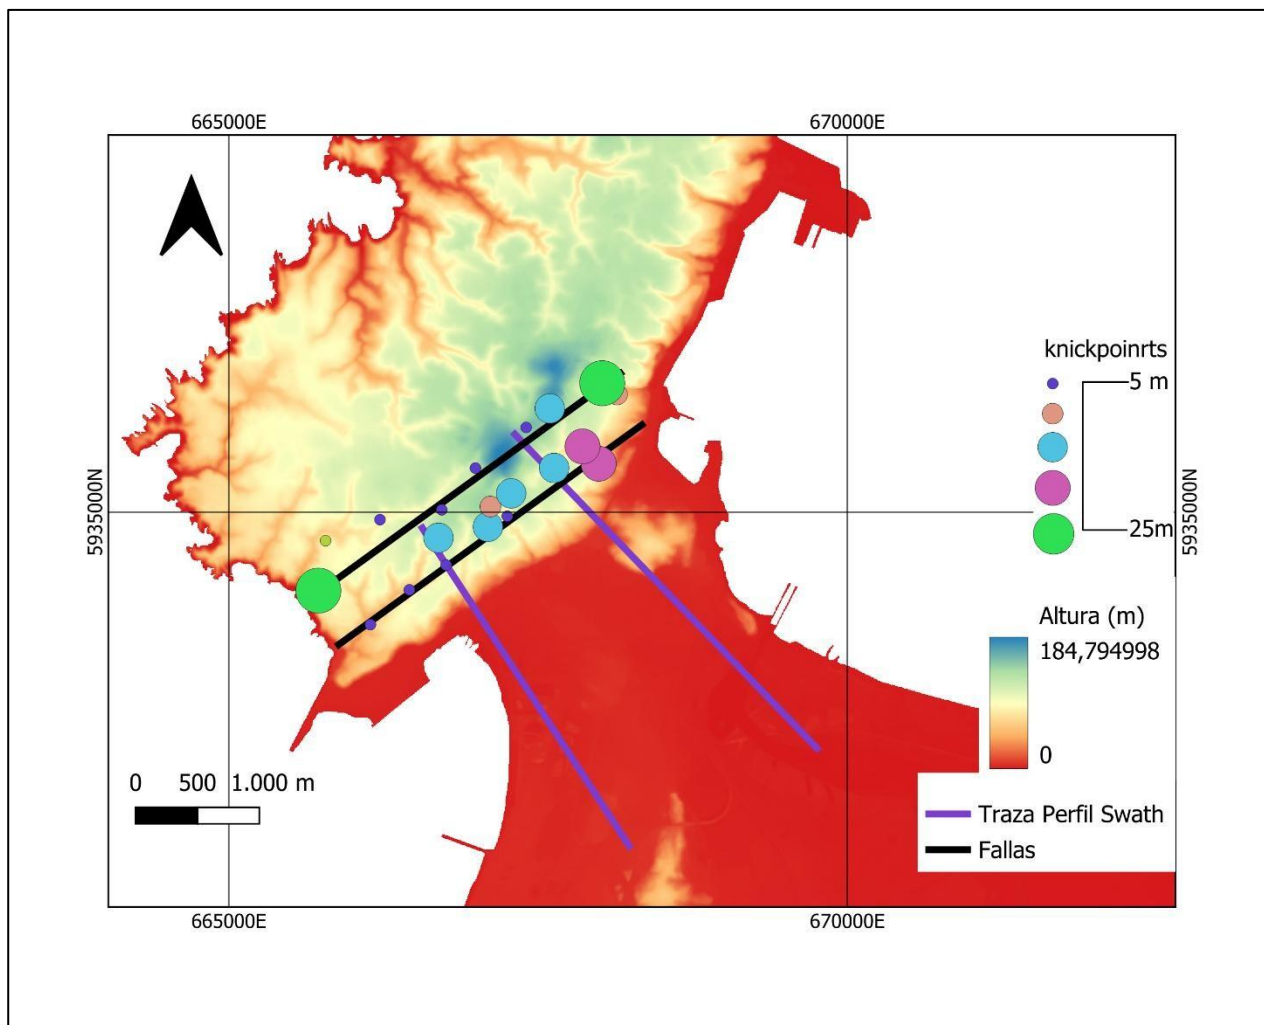 665000E 670000E
knickpoinrts
5 m
5935000N 5935000N
25m
Altura (m)
184,794998
0
0 500 1.000 m
Traza Perfil Swath
Fallas
665000E 670000E